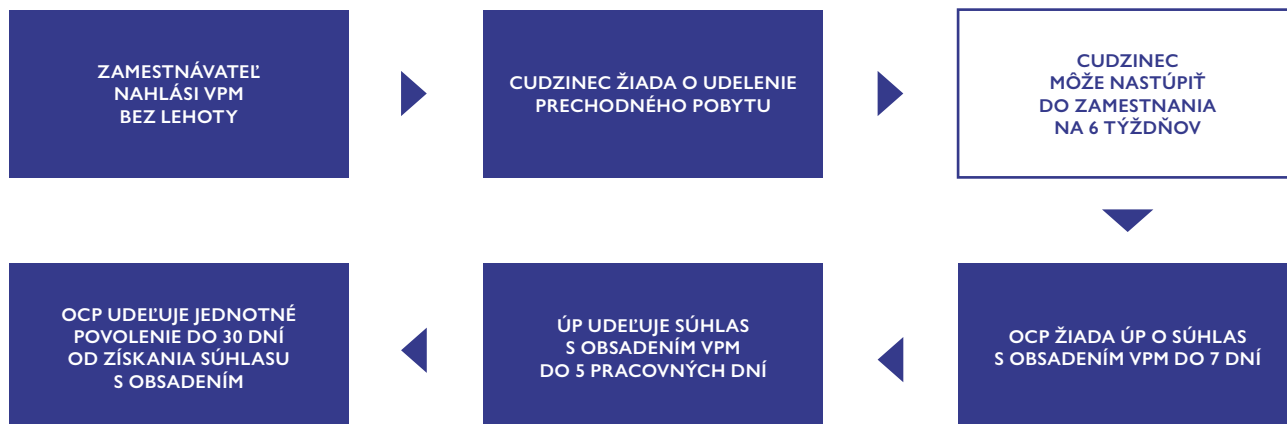 ZAMESTNÁVATEĽ
NAHLÁSI VPM
BEZ LEHOTY
CUDZINEC ŽIADA O UDELENIE
PRECHODNÉHO POBYTU
CUDZINEC
MÔŽE NASTÚPIŤ
DO ZAMESTNANIA
NA 6 TÝŽDŇOV
OCP ŽIADA ÚP O SÚHLAS
S OBSADENÍM VPM DO 7 DNÍ
ÚP UDEĽUJE SÚHLAS
S OBSADENÍM VPM
DO 5 PRACOVNÝCH DNÍ
OCP UDEĽUJE JEDNOTNÉ
POVOLENIE DO 30 DNÍ
OD ZÍSKANIA SÚHLASU
S OBSADENÍM